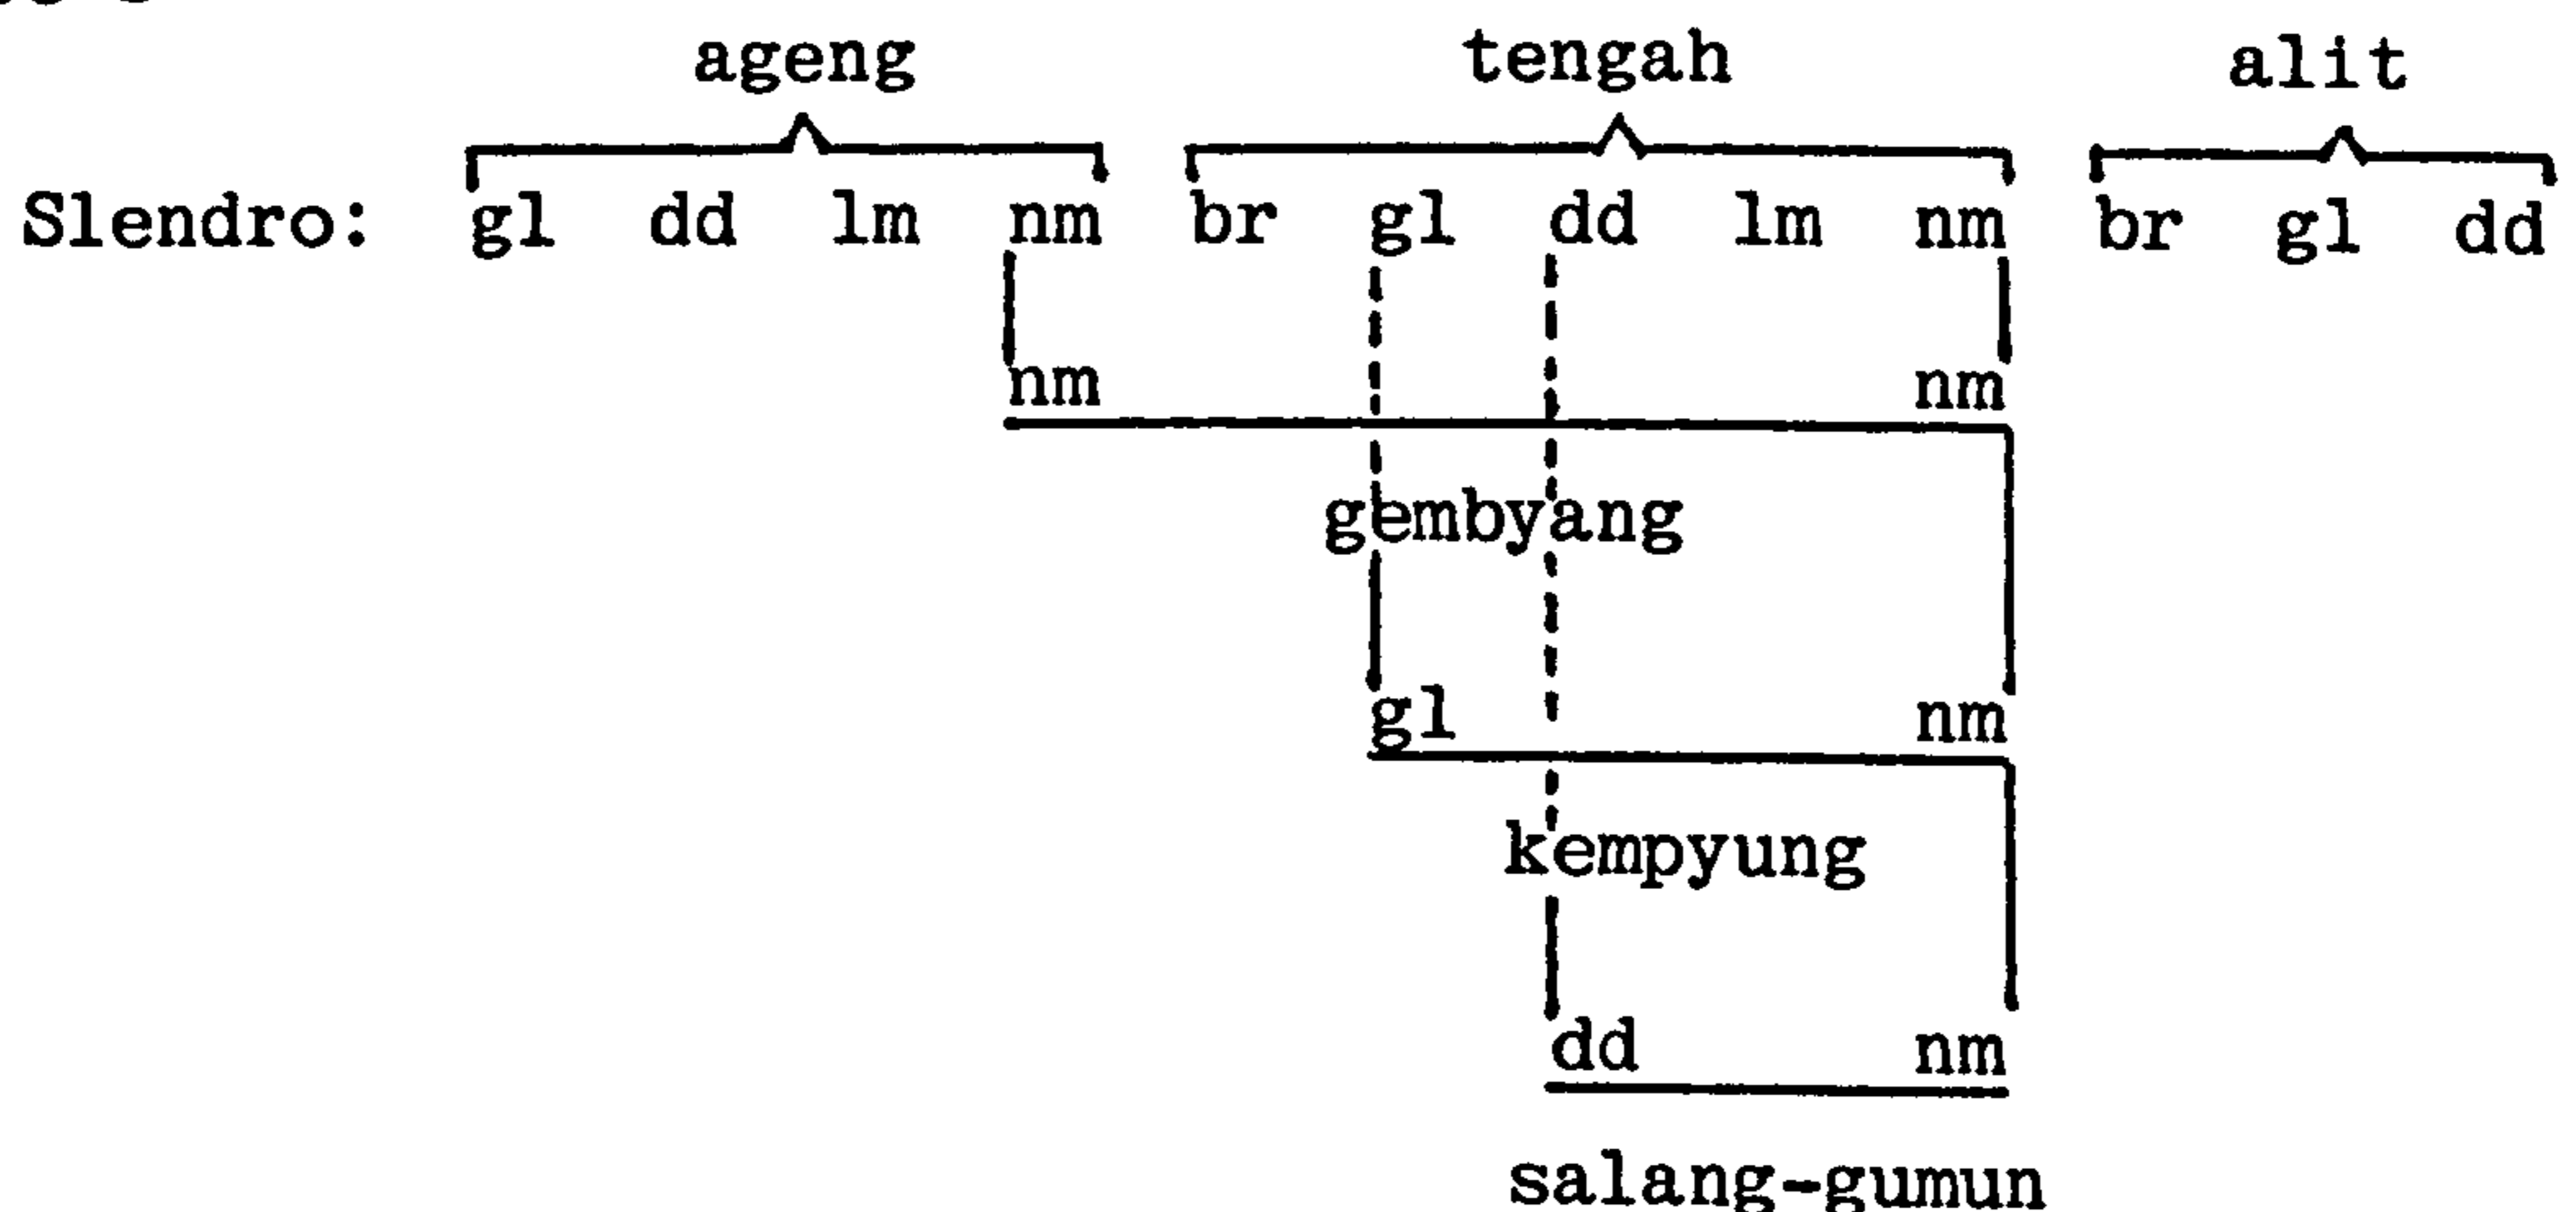 ageng tengah alit
Slendro: gl dd lm nm br gl dd lm nm br gl dd
nm nm
gembyang
gl nm
kempyung
dd nm
salang-gumun